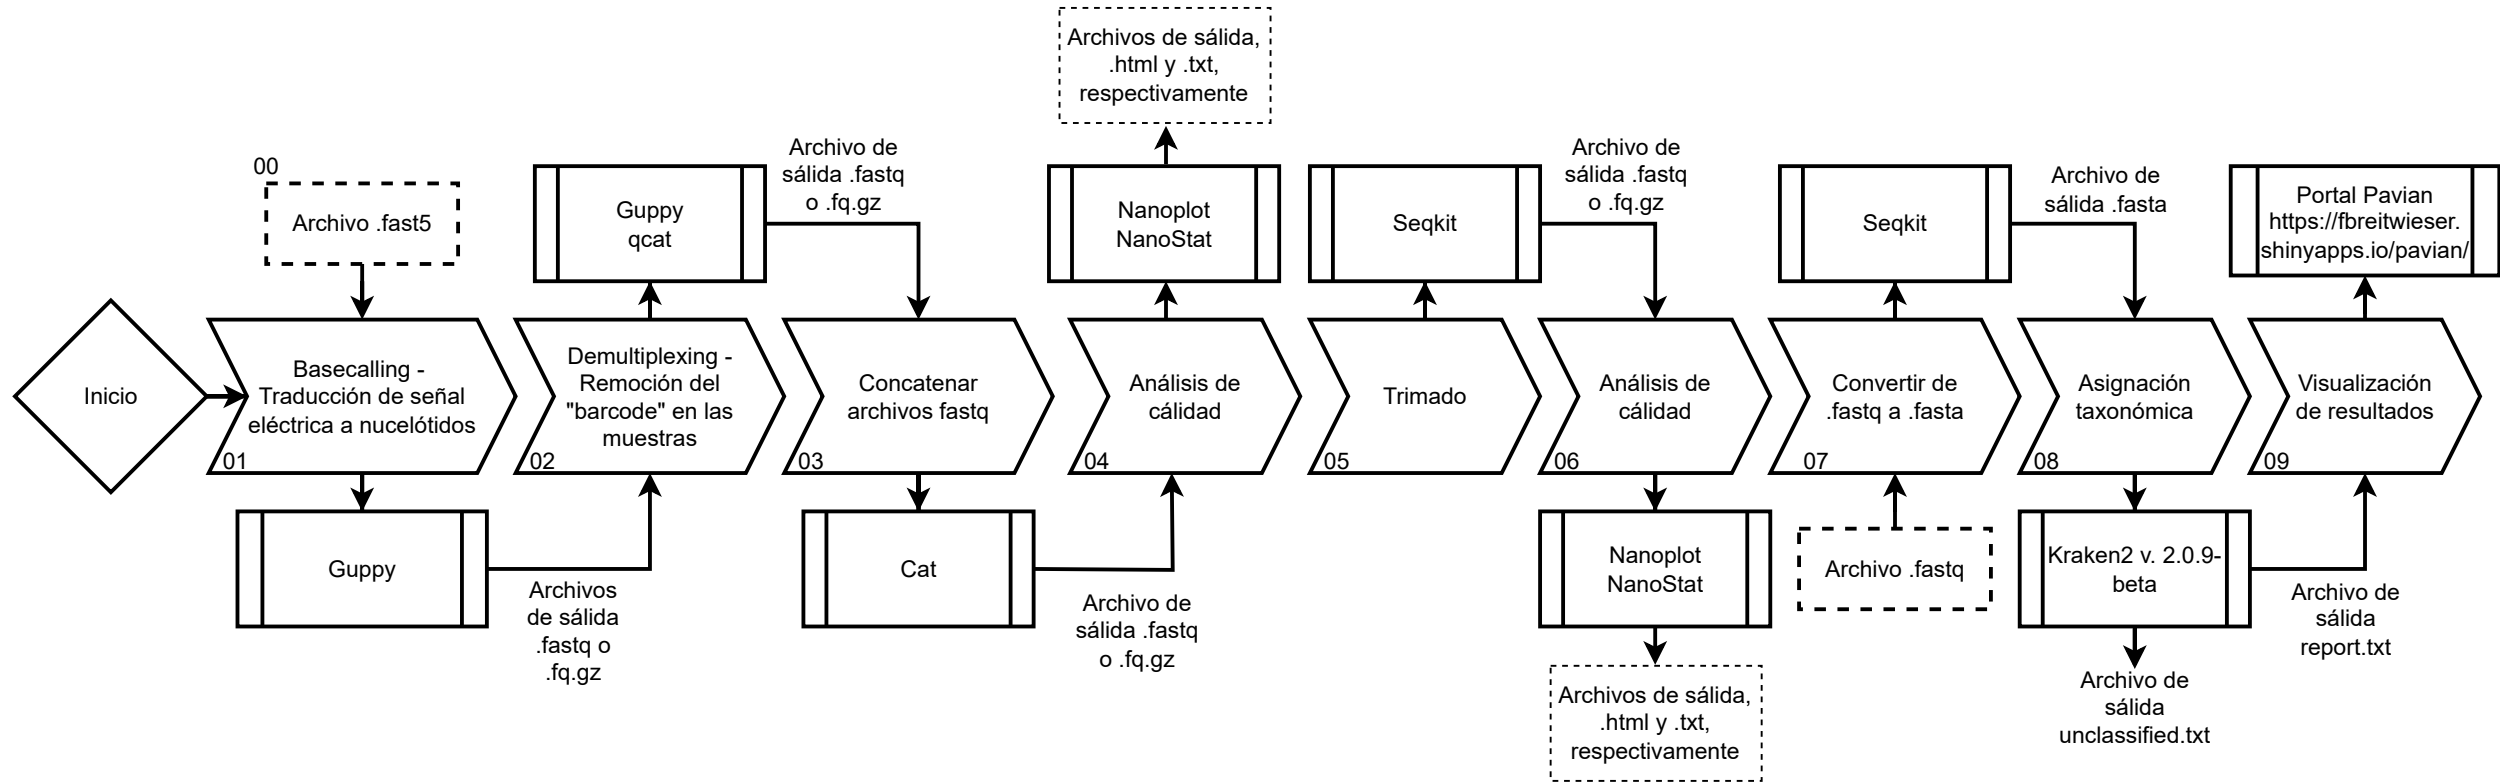 Inicio
00
Archivo .fast5
Basecalling -
Traducción de señal
eléctrica a nucelótidos
01
Guppy
Archivos
de sálida
.fastq o
.fq.gz
Demultiplexing -
Remoción del
"barcode" en las
muestras
02
Guppy
qcat
Archivo de
sálida .fastq
o .fq.gz
Concatenar
archivos fastq
03
Cat
Archivo de
sálida .fastq
o .fq.gz
Análisis de
cálidad
04
Nanoplot
NanoStat
Archivos de sálida,
.html y .txt,
respectivamente
Trimado
05
Seqkit
Archivo de
sálida .fastq
o .fq.gz
Análisis de
cálidad
06
Nanoplot
NanoStat
Archivos de sálida,
.html y .txt,
respectivamente
Convertir de
.fastq a .fasta
07
Archivo .fastq
Seqkit
Archivo de
sálida .fasta
Asignación
taxonómica
08
Kraken2 v. 2.0.9-
beta
Archivo de
sálida
unclassified.txt
Archivo de
sálida
report.txt
Visualización
de resultados
09
Portal Pavian
https://fbreitwieser.
shinyapps.io/pavian/